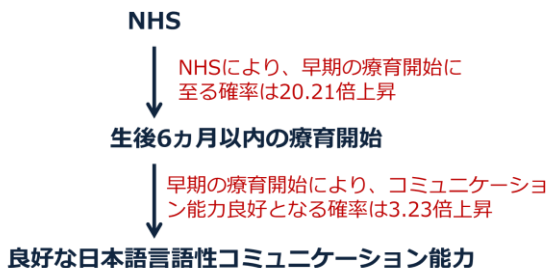 NHS
NHSにより、早期の療育開始に
至る確率は20.21倍上昇
生後6ヵ月以内の療育開始
早期の療育開始により、コミュニケーショ
ン能力良好となる確率は3.23倍上昇
良好な日本語言語性コミュニケーション能力